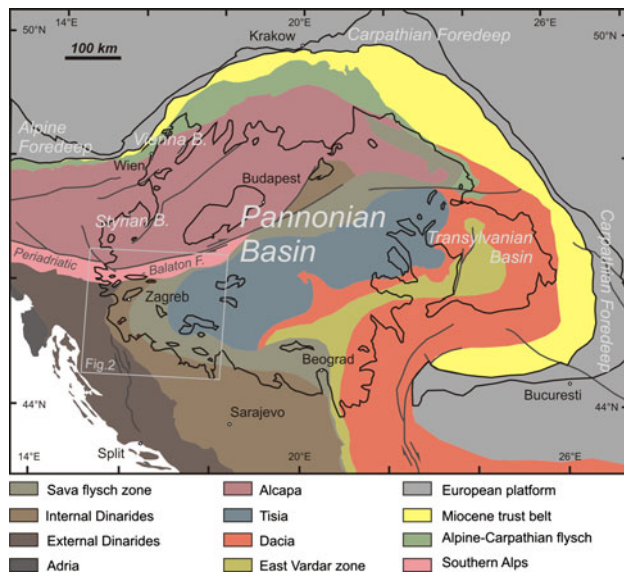 14°E
20°E
26°E
50°N
50°N
100 km
Krakow
Carpathian
Foredeep
Alpine
Foredeep
Vienna B.
Wien
Budapest
Styrian B.
Pannonian
Basin
Transylvanian
Basin
Carpathian Foredeep
Periadriatic
Balaton F.
Zagreb
Fig.2
Beograd
Bucuresti
44°N
44°N
Sarajevo
Split
14°E
20°E
26°E
Sava flysch zone
Internal Dinarides
External Dinarides
Adria
Alcapa
Tisia
Dacia
East Vardar zone
European platform
Miocene trust belt
Alpine-Carpathian flysch
Southern Alps